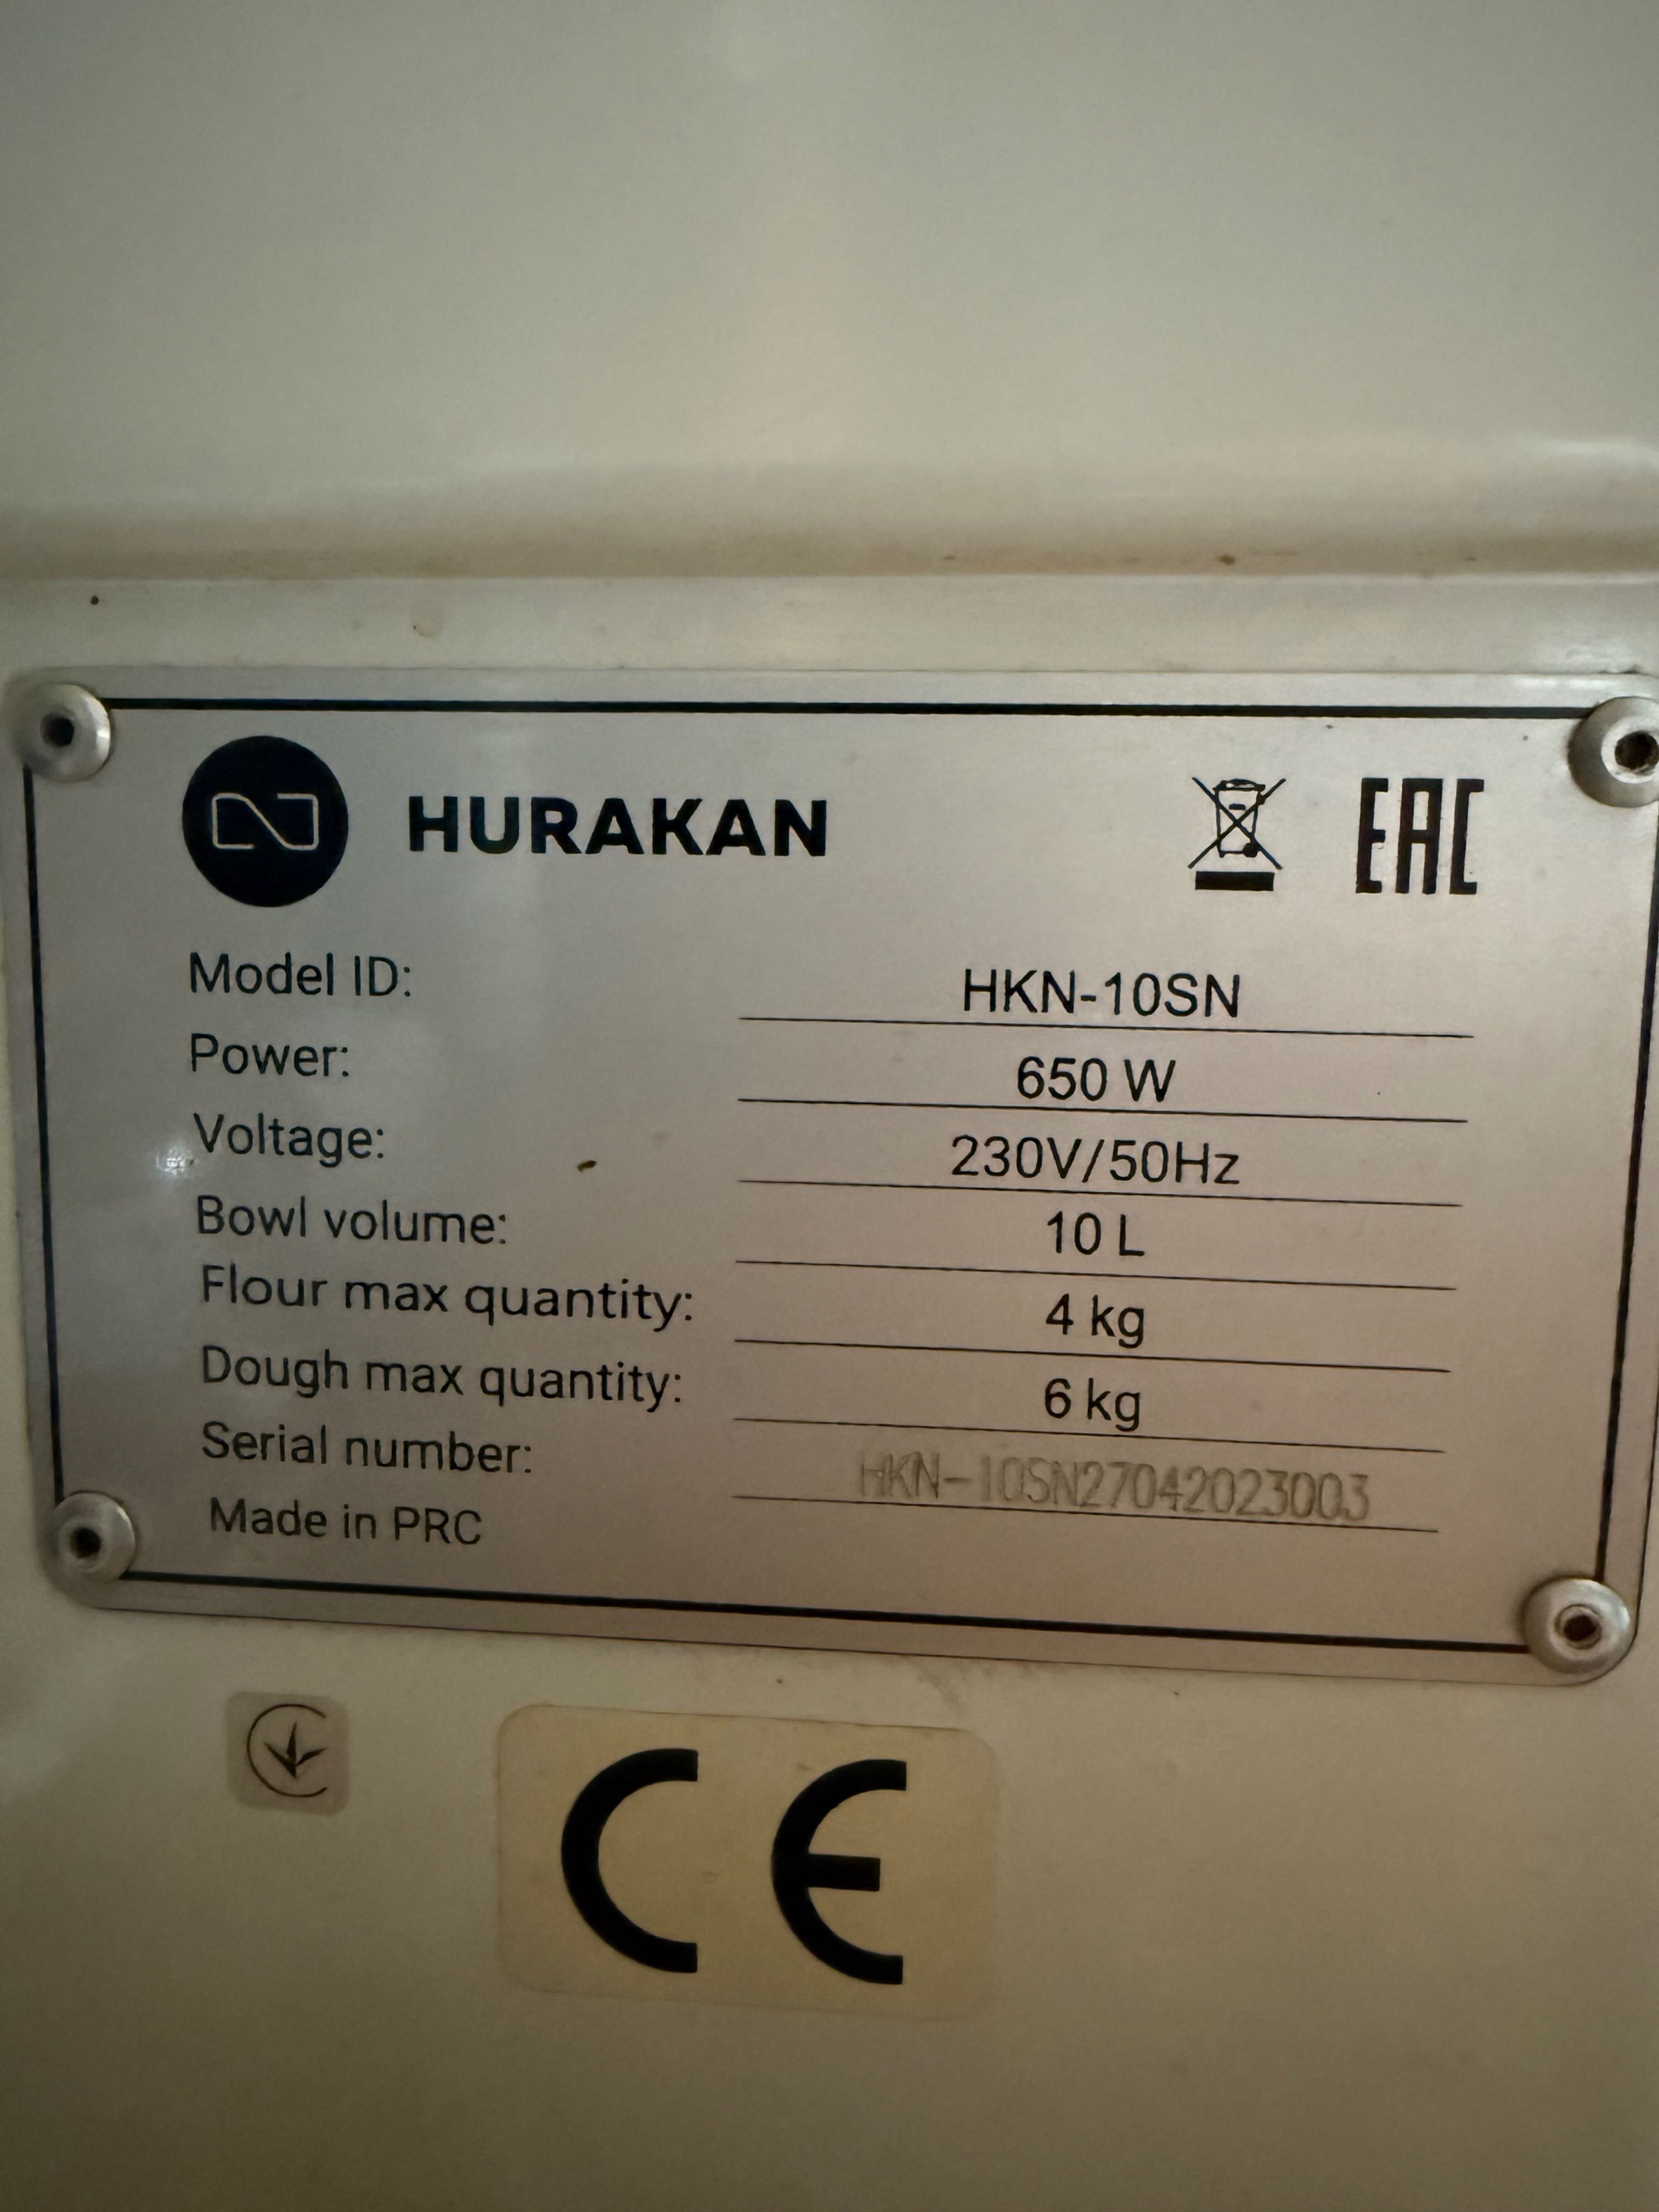 HURAKAN
EAC
Model ID: HKN-10SN
Power: 650 W
Voltage: 230V/50Hz
Bowl volume: 10 L
Flour max quantity: 4 kg
Dough max quantity: 6 kg
Serial number: HKN-10SN27042023003
Made in PRC
CE